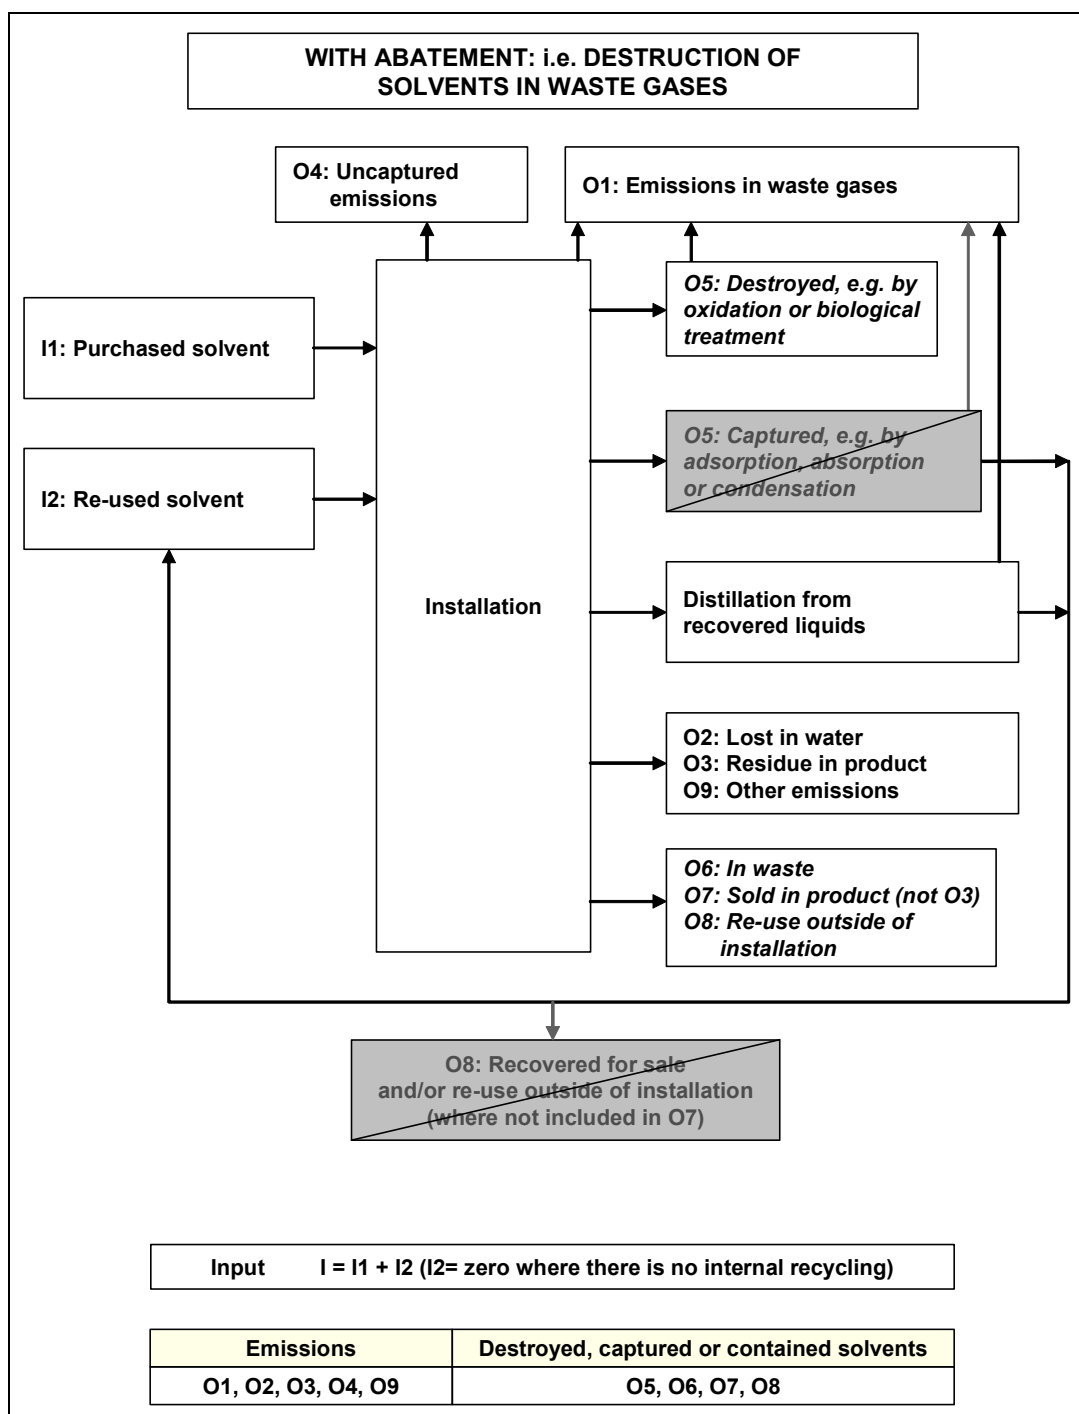 WITH ABATEMENT: i.e. DESTRUCTION OF
SOLVENTS IN WASTE GASES
O4: Uncaptured
emissions
O1: Emissions in waste gases
O5: Destroyed, e.g. by
oxidation or biological
treatment
I1: Purchased solvent
O5: Captured, e.g. by
adsorption, absorption
or condensation
I2: Re-used solvent
Installation
Distillation from
recovered liquids
O2: Lost in water
O3: Residue in product
O9: Other emissions
O6: In waste
O7: Sold in product (not O3)
O8: Re-use outside of
installation
O8: Recovered for sale
and/or re-use outside of installation
(where not included in O7)
Input I = I1 + I2 (I2= zero where there is no internal recycling)
Emissions Destroyed, captured or contained solvents
O1, O2, O3, O4, O9 O5, O6, O7, O8